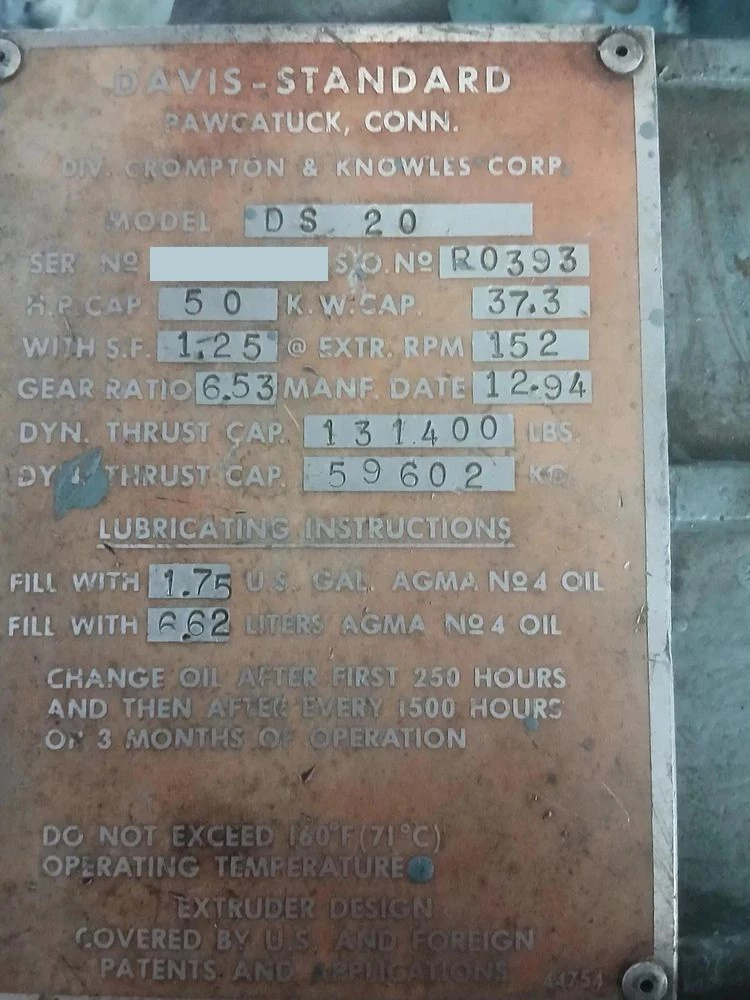 DAVIS-STANDARD
PAWCATUCK, CONN.
DIV. CROMPTON & KNOWLES CORP.
MODEL DS 20
SER Nº S.O. Nº R0393
H.P. CAP 50 K.W. CAP. 37.3
WITH S.F. 1.25 @ EXTR. RPM 152
GEAR RATIO 6.53 MANF. DATE 12-94
DYN. THRUST CAP. 131400 LBS.
DYN. THRUST CAP. 59602 KG.
LUBRICATING INSTRUCTIONS
FILL WITH 1.75 U.S. GAL. AGMA Nº4 OIL
FILL WITH 6.62 LITERS AGMA Nº4 OIL
CHANGE OIL AFTER FIRST 250 HOURS
AND THEN AFTER EVERY 1500 HOURS
OR 3 MONTHS OF OPERATION
DO NOT EXCEED 160°F(71°C)
OPERATING TEMPERATURE
EXTRUDER DESIGN
COVERED BY U.S. AND FOREIGN
PATENTS AND APPLICATIONS 44754